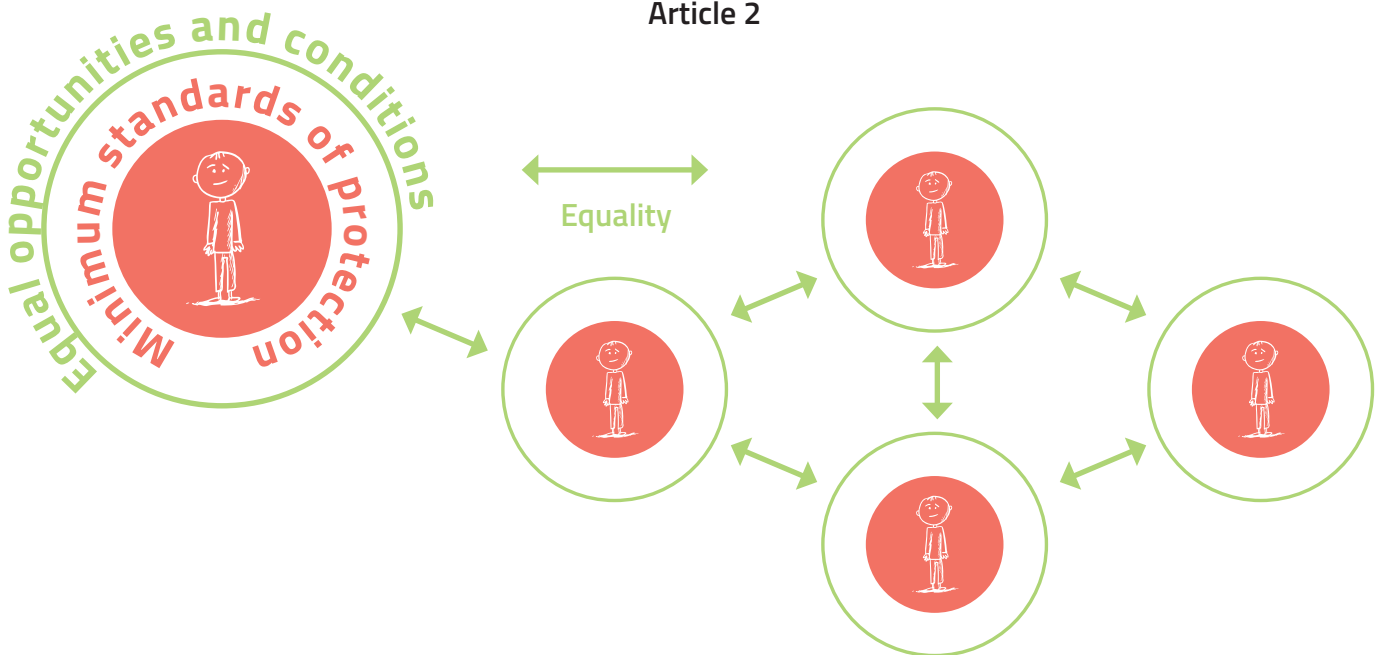 Article 2
Equal opportunities and conditions
Minimum standards of protection
Equality